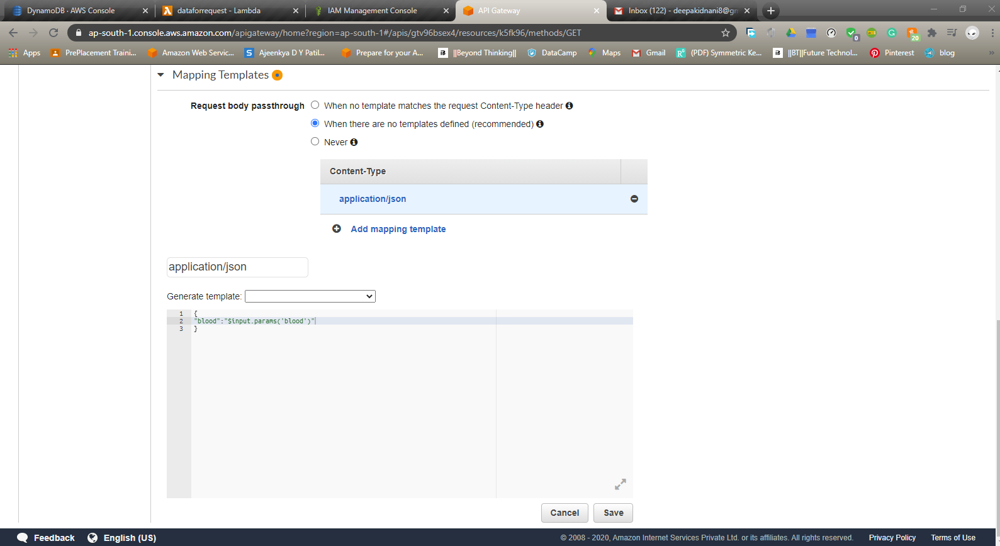 DynamoDB · AWS Console
dataforrequest - Lambda
IAM Management Console
API Gateway
Inbox (122) - deepakidnani8@gm
ap-south-1.console.aws.amazon.com/apigateway/home?region=ap-south-1#/apis/gtv96bsex4/resources/k5fk96/methods/GET
0
20
Apps
PrePlacement Traini...
Amazon Web Servic...
S
Ajeenkya D Y Patil...
Prepare for your A...
||Beyond Thinking||
DataCamp
Maps
Gmail
(PDF) Symmetric Ke...
||BT||Future Technol...
Pinterest
blog
»
Mapping Templates
Request body passthrough
When no template matches the request Content-Type header
When there are no templates defined (recommended)
Never
Content-Type
application/json
Add mapping template
application/json
Generate template:
1 {
2 "blood":"$input.params('blood')"
3 }
Cancel
Save
Feedback
English (US)
© 2008 - 2020, Amazon Internet Services Private Ltd. or its affiliates. All rights reserved.
Privacy Policy
Terms of Use